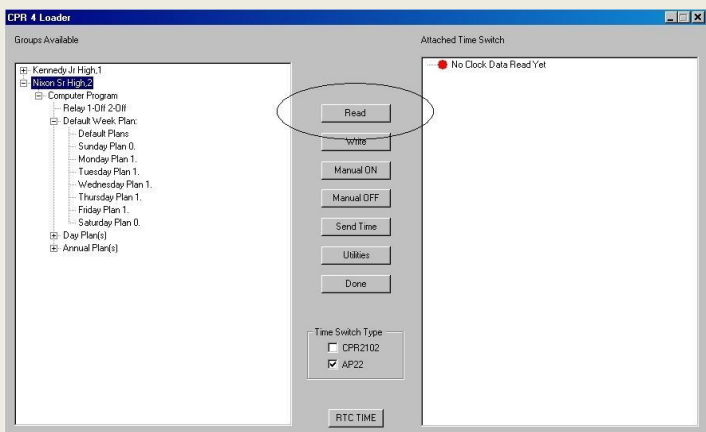 CPR 4 Loader
Groups Available
Kennedy Jr High,1
Nixon Sr High,2
Computer Program
Relay 1-Off 2-Off
Default Week Plan:
Default Plans
Sunday Plan 0.
Monday Plan 1.
Tuesday Plan 1.
Wednesday Plan 1.
Thursday Plan 1.
Friday Plan 1.
Saturday Plan 0.
Day Plan(s)
Annual Plan(s)
Read
Write
Manual ON
Manual OFF
Send Time
Utilities
Done
Time Switch Type
CPR2102
AP22
RTC TIME
Attached Time Switch
No Clock Data Read Yet